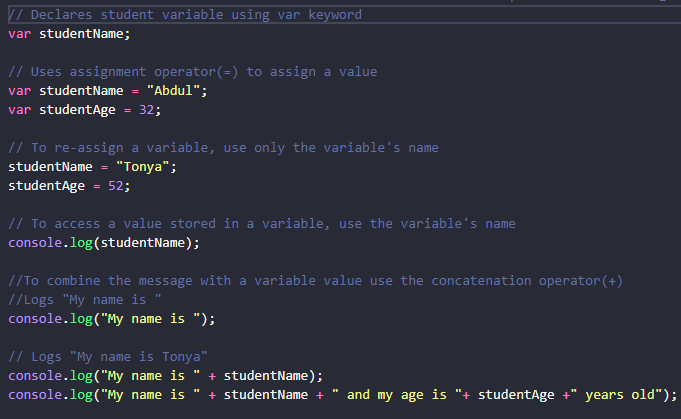 // Declares student variable using var keyword
var studentName;
// Uses assignment operator(=) to assign a value
var studentName = "Abdul";
var studentAge = 32;
// To re-assign a variable, use only the variable's name
studentName = "Tonya";
studentAge = 52;
// To access a value stored in a variable, use the variable's name
console.log(studentName);
//To combine the message with a variable value use the concatenation operator(+)
//Logs "My name is "
console.log("My name is ");
// Logs "My name is Tonya"
console.log("My name is " + studentName);
console.log("My name is " + studentName + " and my age is "+ studentAge +" years old");